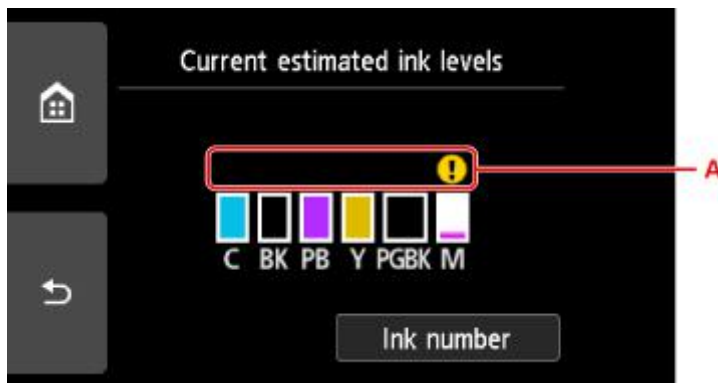 Current estimated ink levels
A
C BK PB Y PGBK M
Ink number